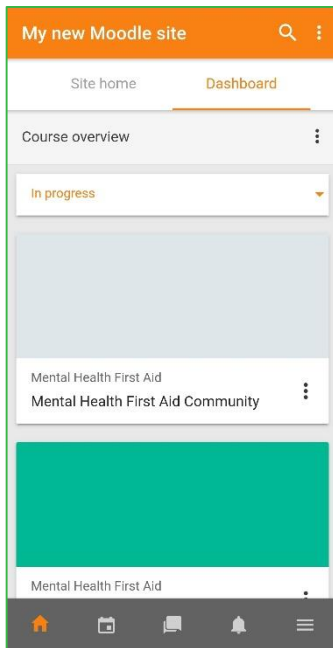 My new Moodle site
Site home
Dashboard
Course overview
In progress
Mental Health First Aid
Mental Health First Aid Community
Mental Health First Aid